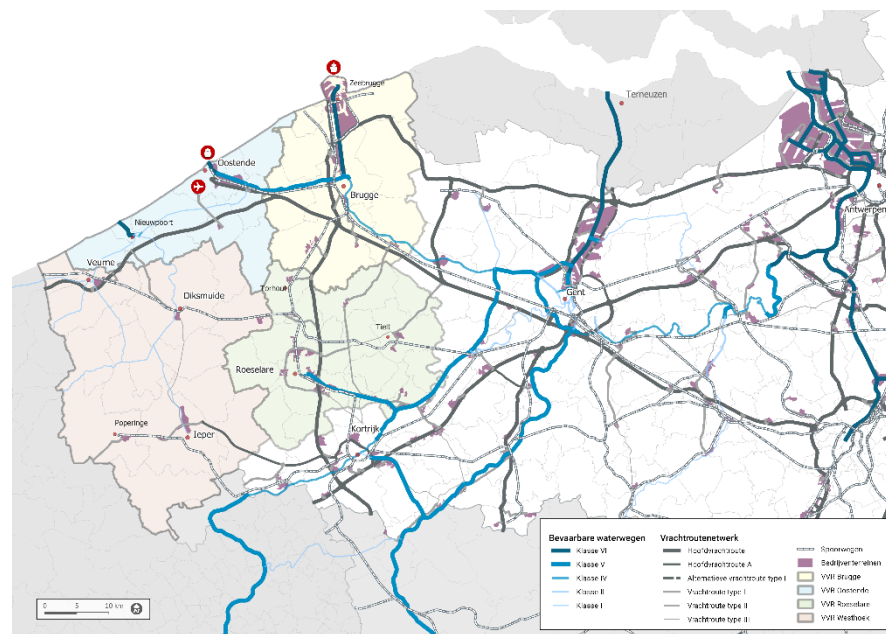 Zeebrugge
Terneuzen
Oostende
Brugge
Antwerpen
Nieuwpoort
Veurne
Torhout
Gent
Diksmuide
Tielt
Roeselare
Poperinge
Ieper
Kortrijk
0 5 10 km
Bevaarbare waterwegen
Klasse VI
Klasse V
Klasse IV
Klasse II
Klasse I
Vrachtroutenetwerk
Hoofdvrachtroute
Hoofdvrachtroute A
Alternatieve vrachtroute type I
Vrachtroute type I
Vrachtroute type II
Vrachtroute type III
Spoorwegen
Bedrijventerreinen
VVR Brugge
VVR Oostende
VVR Roeselare
VVR Westhoek